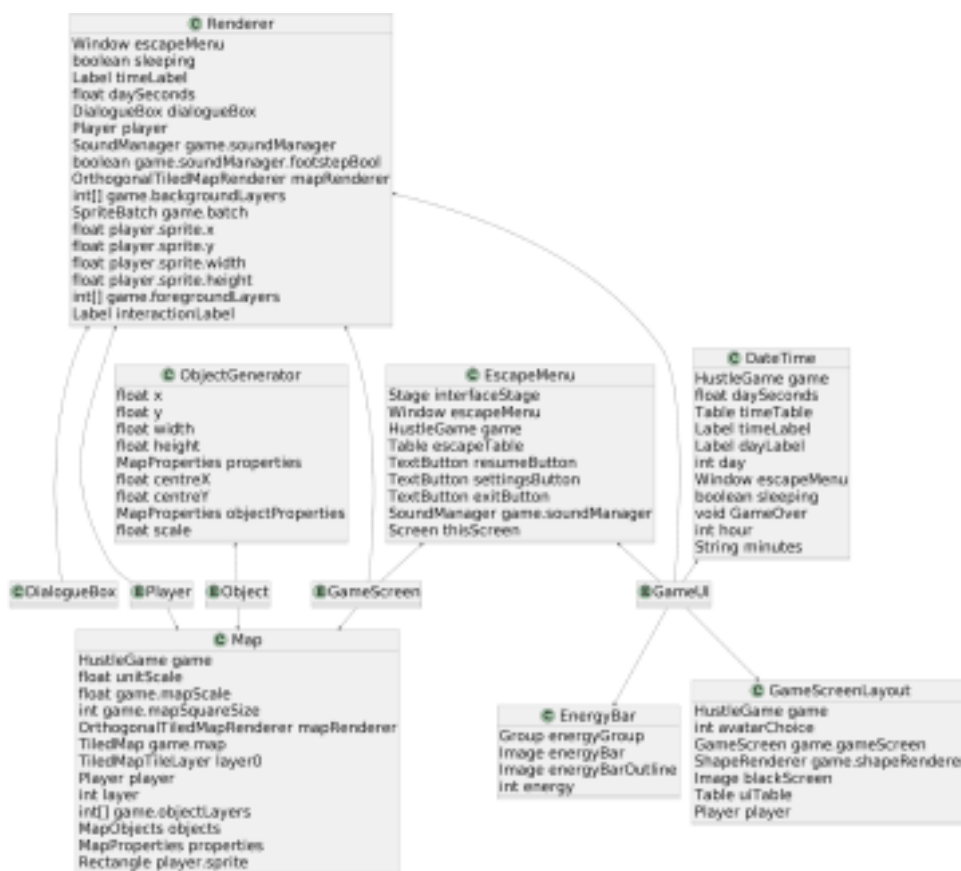 Renderer
Window escapeMenu
boolean sleeping
Label timeLabel
float daySeconds
DialogueBox dialogueBox
Player player
SoundManager game.soundManager
boolean game.soundManager.footstepBool
OrthogonalTiledMapRenderer mapRenderer
int[] game.backgroundLayers
SpriteBatch game.batch
float player.sprite.x
float player.sprite.y
float player.sprite.width
float player.sprite.height
int[] game.foregroundLayers
Label interactionLabel
ObjectGenerator
float x
float y
float width
float height
MapProperties properties
float centreX
float centreY
MapProperties objectProperties
float scale
EscapeMenu
Stage interfaceStage
Window escapeMenu
HustleGame game
Table escapeTable
TextButton resumeButton
TextButton settingsButton
TextButton exitButton
SoundManager game.soundManager
Screen thisScreen
DateTime
HustleGame game
float daySeconds
Table timeTable
Label timeLabel
Label dayLabel
int day
Window escapeMenu
boolean sleeping
void GameOver
int hour
String minutes
DialogueBox
Player
Object
GameScreen
GameUI
Map
HustleGame game
float unitScale
float game.mapScale
int game.mapSquareSize
OrthogonalTiledMapRenderer mapRenderer
TiledMap game.map
TiledMapTileLayer layer0
Player player
int layer
int[] game.objectLayers
MapObjects objects
MapProperties properties
Rectangle player.sprite
EnergyBar
Group energyGroup
Image energyBar
Image energyBarOutline
int energy
GameScreenLayout
HustleGame game
int avatarChoice
GameScreen game.gameScreen
ShapeRenderer game.shapeRenderer
Image blackScreen
Table uiTable
Player player